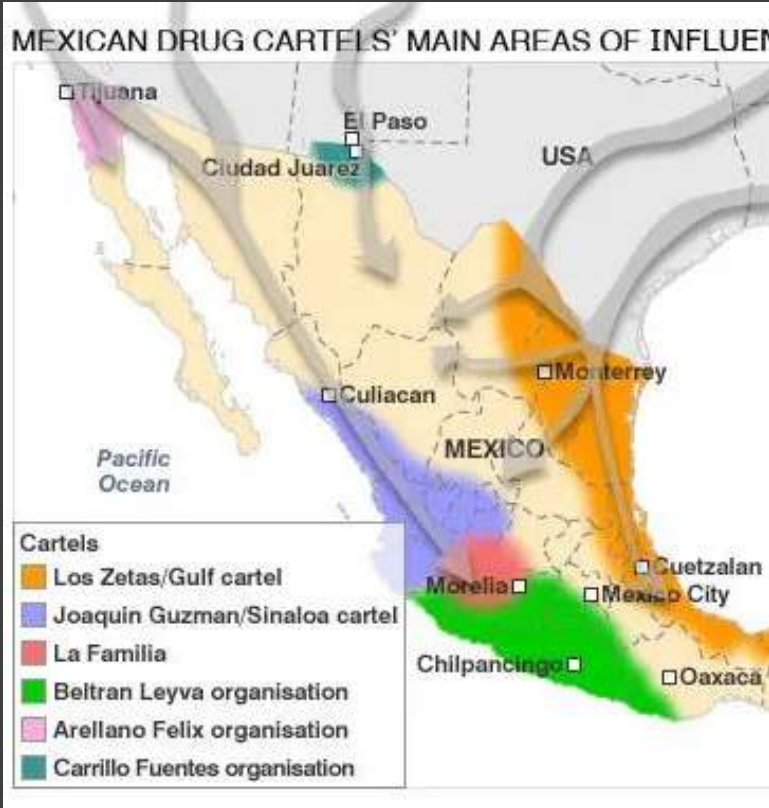 MEXICAN DRUG CARTELS' MAIN AREAS OF INFLUEN
Tijuana
El Paso
Ciudad Juarez
USA
Monterrey
Culiacan
MEXICO
Pacific
Ocean
Cuetzalan
Morelia
Mexico City
Chilpancingo
Oaxaca
Cartels
Los Zetas/Gulf cartel
Joaquin Guzman/Sinaloa cartel
La Familia
Beltran Leyva organisation
Arellano Felix organisation
Carrillo Fuentes organisation